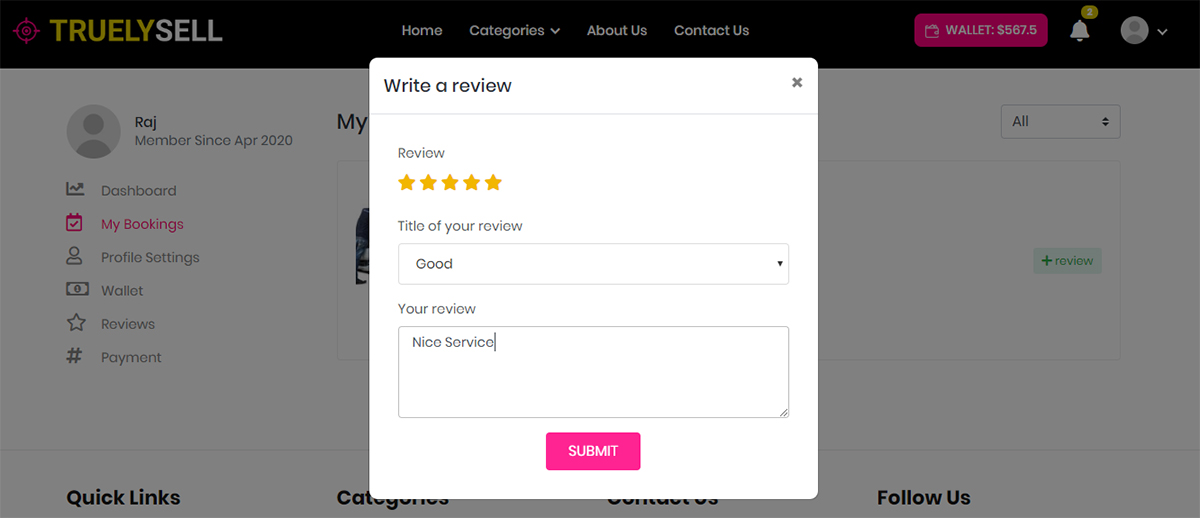 TRUELYSELL
Home Categories About Us Contact Us
WALLET: $567.5
2
Write a review
×
Raj
Member Since Apr 2020
My
All
Review
Dashboard
My Bookings
Profile Settings
Wallet
Reviews
# Payment
Title of your review
Good
+ review
Your review
Nice Service
SUBMIT
Quick Links
Categories
Contact Us
Follow Us